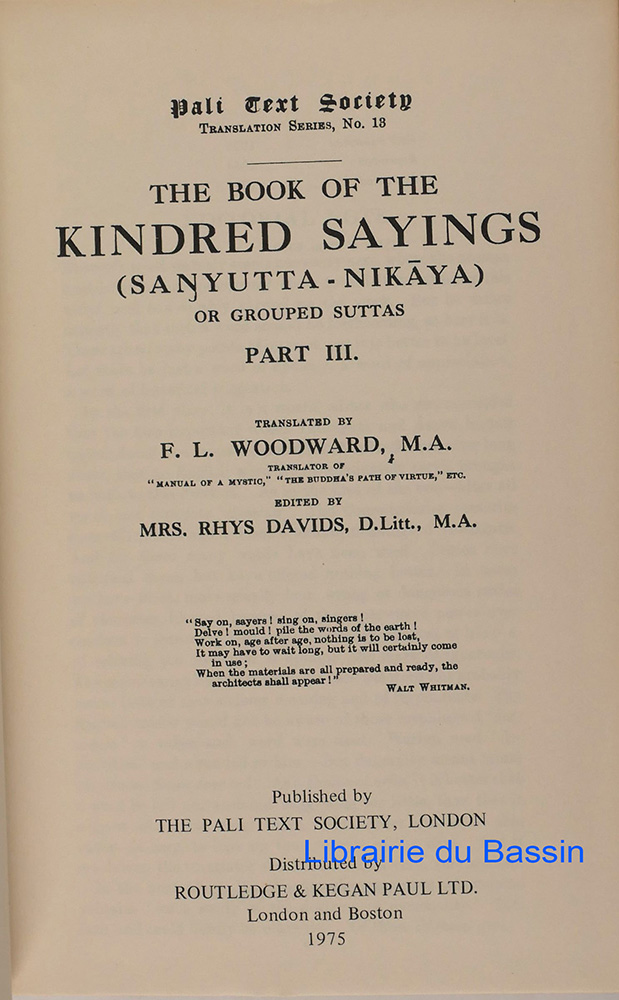 Pali Text Society
TRANSLATION SERIES, No. 13
THE BOOK OF THE
KINDRED SAYINGS
(SAŊYUTTA-NIKĀYA)
OR GROUPED SUTTAS
PART III.
TRANSLATED BY
F. L. WOODWARD, M.A.
TRANSLATOR OF
"MANUAL OF A MYSTIC," "THE BUDDHA'S PATH OF VIRTUE," ETC.
EDITED BY
MRS. RHYS DAVIDS, D.Litt., M.A.
"Say on, sayers! sing on, singers!
Delve! mould! pile the words of the earth!
Work on, age after age, nothing is to be lost,
It may have to wait long, but it will certainly come
in use;
When the materials are all prepared and ready, the
architects shall appear!"
WALT WHITMAN.
Published by
THE PALI TEXT SOCIETY, LONDON
Librairie du Bassin
Distributed by
ROUTLEDGE & KEGAN PAUL LTD.
London and Boston
1975